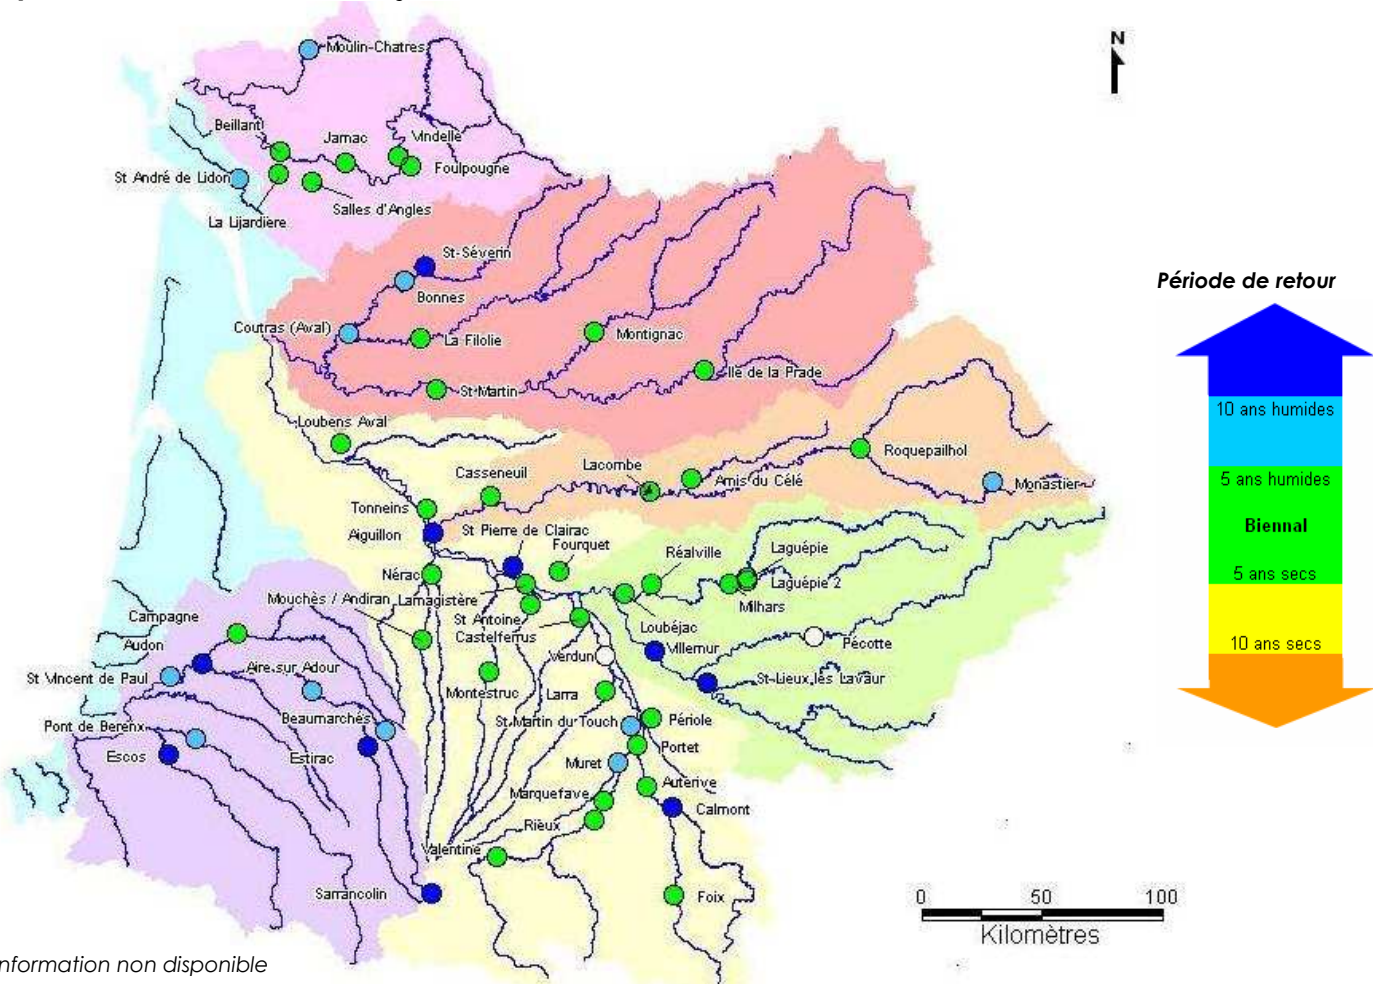 Moulin-Chatres
N
Beillant
Jarnac
Vindelle
Foulpougne
St André de Lidon
La Lijardière
Salles d'Angles
St-Séverin
Bonnes
Période de retour
Coutras (Aval)
La Filolie
Montignac
Ile de la Prade
St-Martin
10 ans humides
5 ans humides
Biennal
5 ans secs
10 ans secs
Loubens Aval
Casseneuil
Lacombe
Amis du Célé
Roquepailhol
Monastier
Tonneins
Aiguillon
St Pierre de Clairac
Fourquet
Réalville
Laguépie
Laguépie 2
Milhars
Nérac
Lamagistère
Mouchès / Andiran
St Antoine
Castelferrus
Loubéjac
Campagne
Audon
Villemur
Pécotte
Verdun
St Vincent de Paul
Aire sur Adour
Montestruc
Larra
St-Lieux lès Lavaur
Pont de Berenx
Beaumarchés
St-Martin du Touch
Périole
Portet
Escos
Estirac
Muret
Auterive
Marquefave
Calmont
Rieux
Valentine
Sarrancolin
Foix
0 50 100
Kilomètres
nformation non disponible